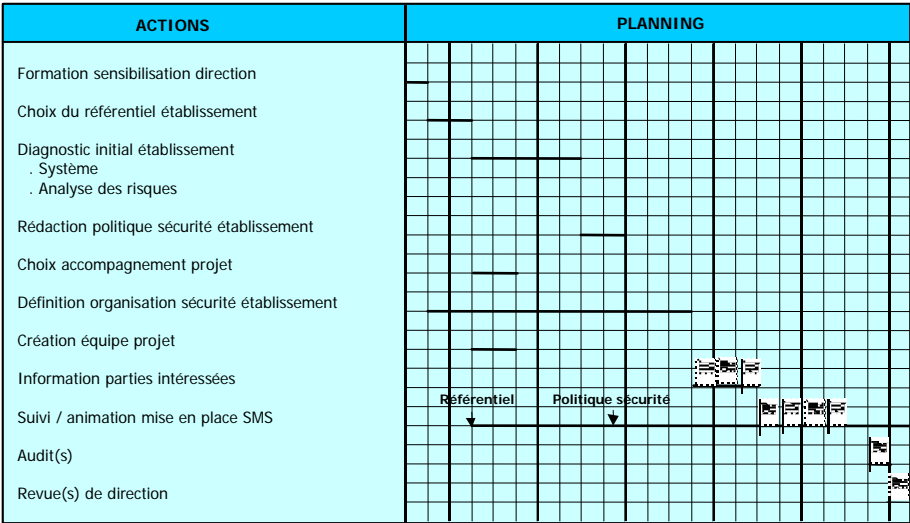 ACTIONS
PLANNING
Formation sensibilisation direction
Choix du référentiel établissement
Diagnostic initial établissement
. Système
. Analyse des risques
Rédaction politique sécurité établissement
Choix accompagnement projet
Définition organisation sécurité établissement
Création équipe projet
Information parties intéressées
Référentiel
Politique sécurité
Suivi / animation mise en place SMS
Audit(s)
Revue(s) de direction